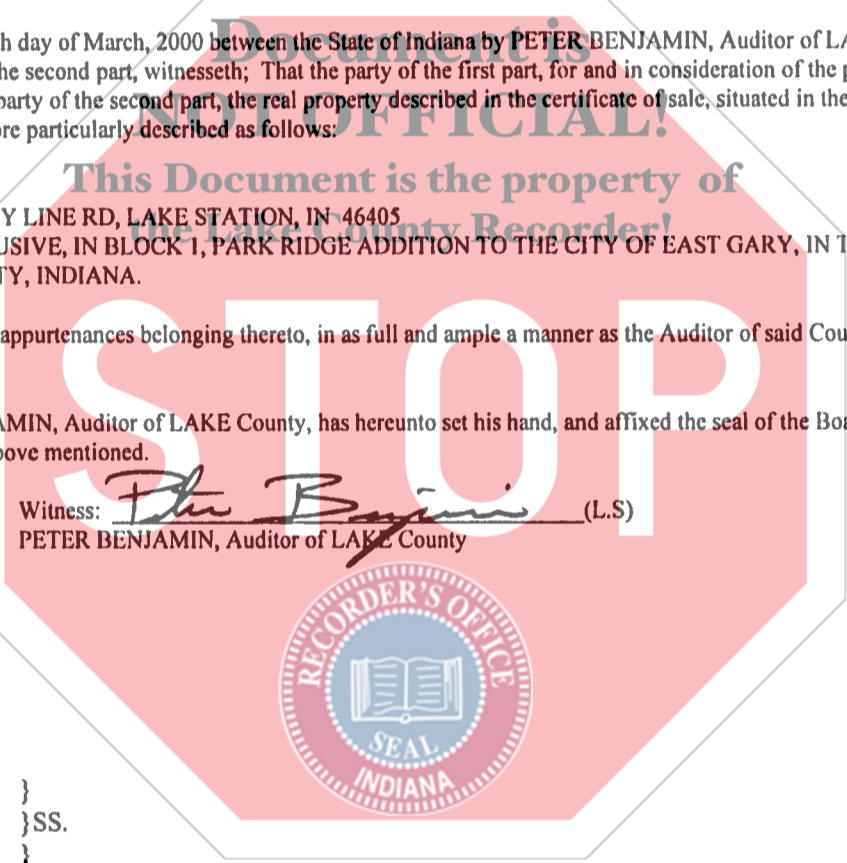 Document is
h day of March, 2000 between the State of Indiana by PETER BENJAMIN, Auditor of LA
he second part, witnesseth; That the party of the first part, for and in consideration of the p
party of the second part, the real property described in the certificate of sale, situated in the
NOT OFFICIAL!
re particularly described as follows:
This Document is the property of
Y LINE RD, LAKE STATION, IN 46405
the Lake County Recorder!
USIVE, IN BLOCK 1, PARK RIDGE ADDITION TO THE CITY OF EAST GARY, IN T
TY, INDIANA.
appurtenances belonging thereto, in as full and ample a manner as the Auditor of said Cou
STOP
AMIN, Auditor of LAKE County, has hereunto set his hand, and affixed the seal of the Boa
bove mentioned.
Witness: Peter Benjamin (L.S)
PETER BENJAMIN, Auditor of LAKE County
RECORDER'S OFFICE
SEAL
INDIANA
}
}SS.
}